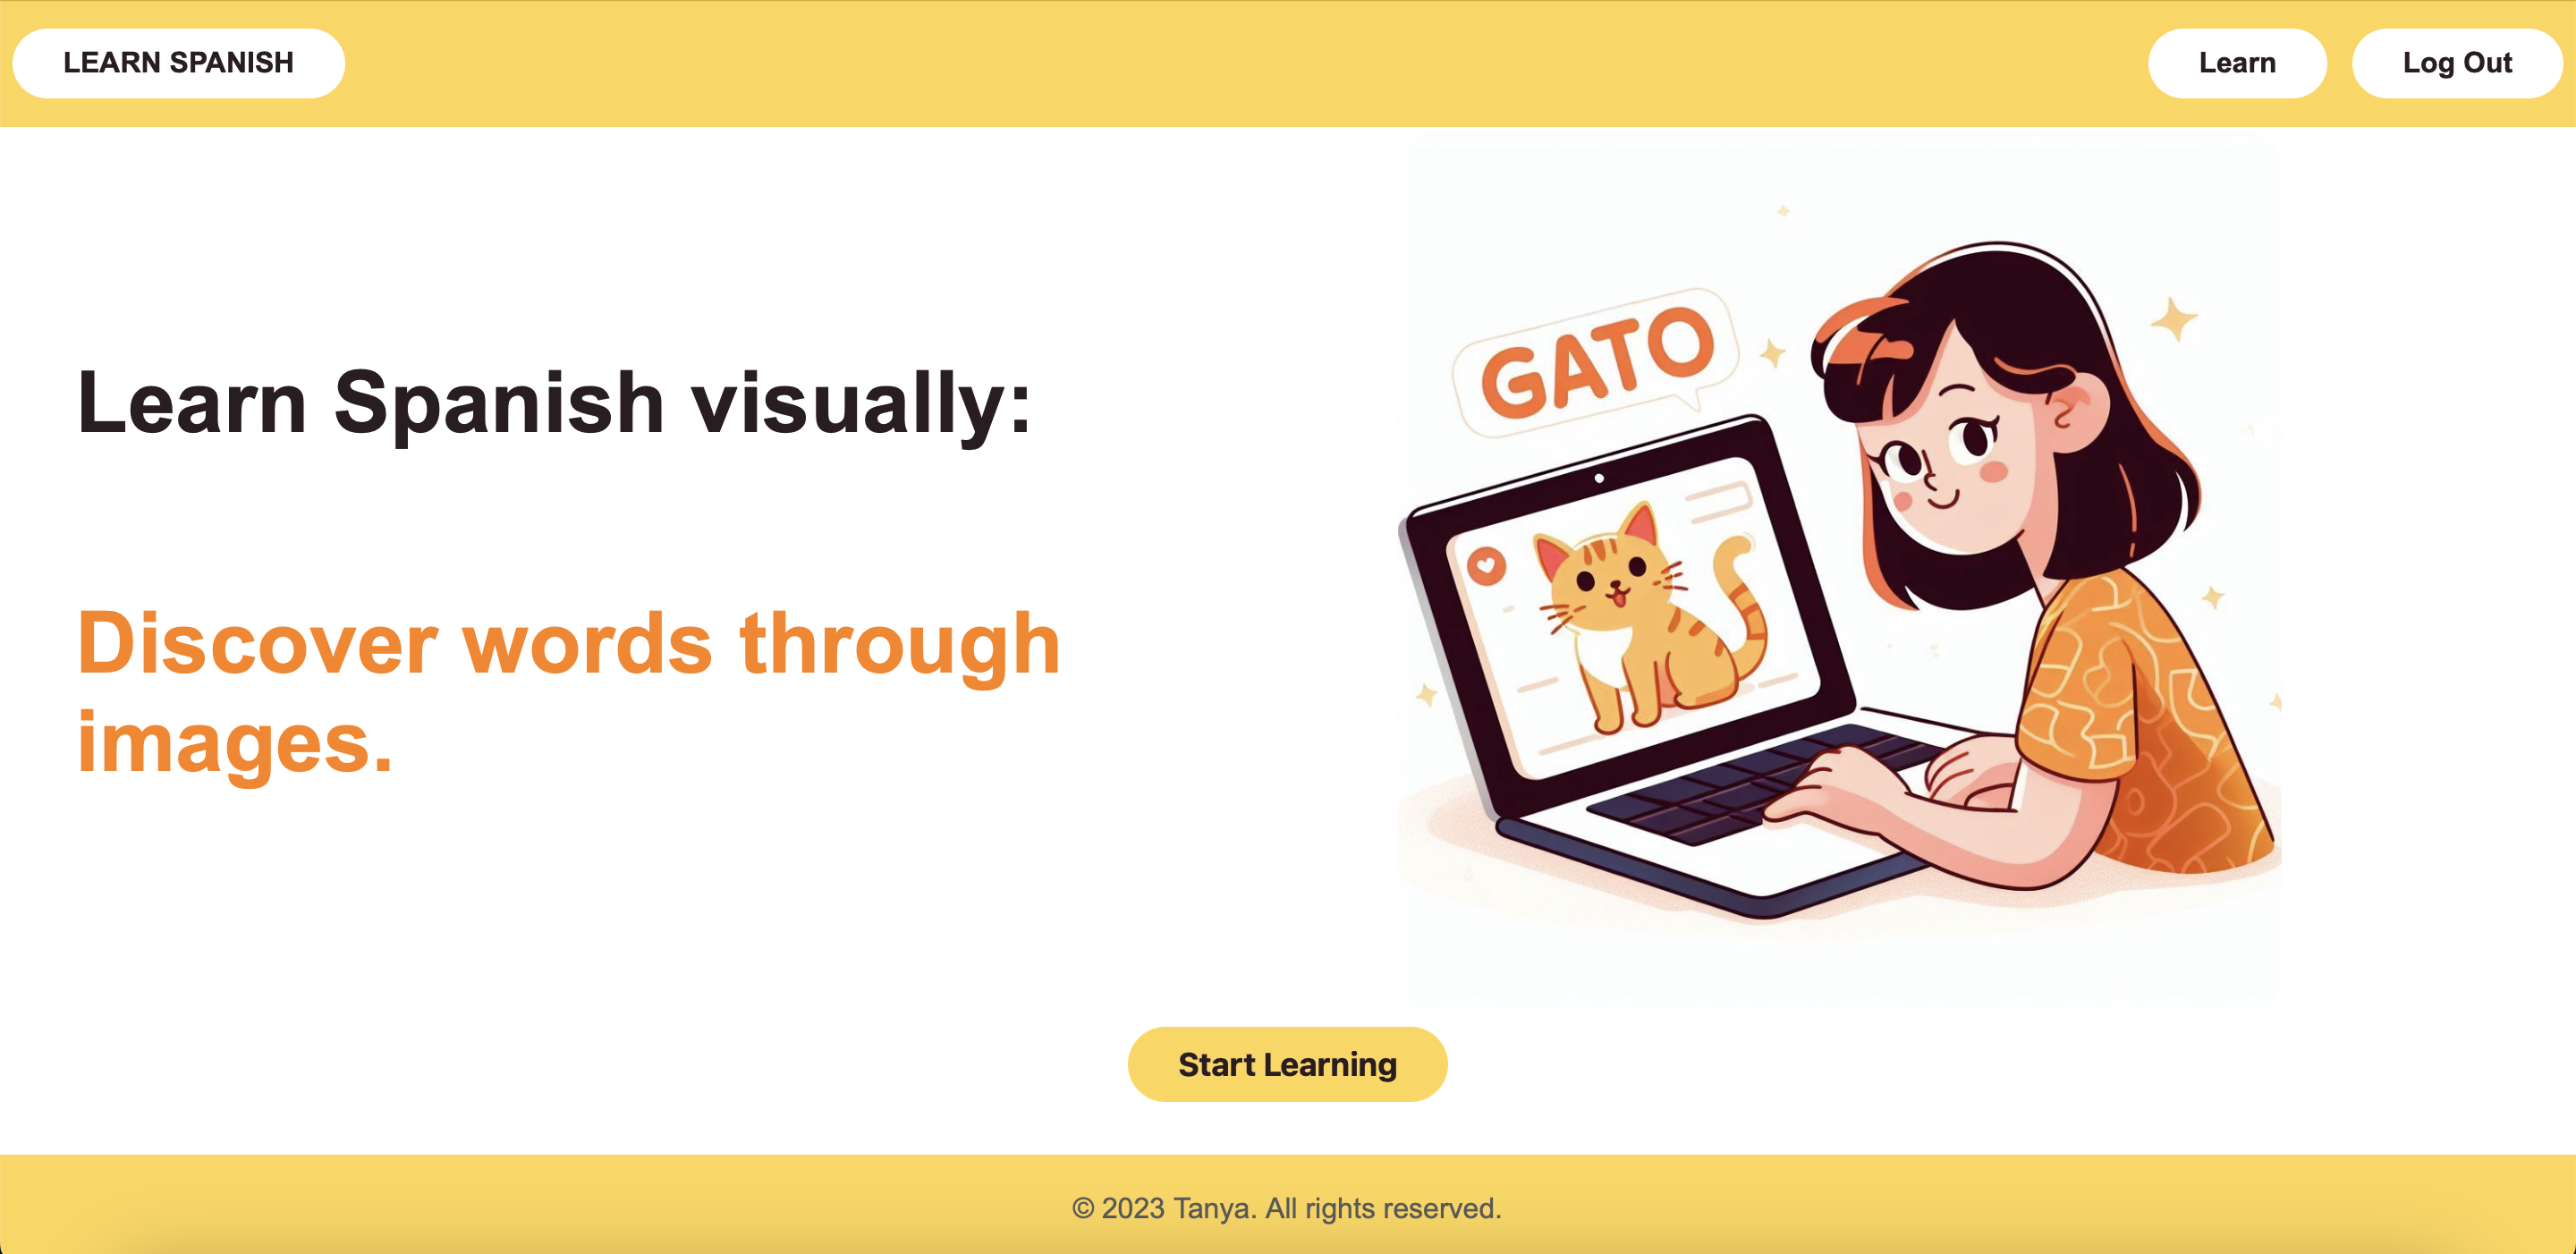 LEARN SPANISH
Learn
Log Out
GATO
Learn Spanish visually:
Discover words through
images.
Start Learning
© 2023 Tanya. All rights reserved.